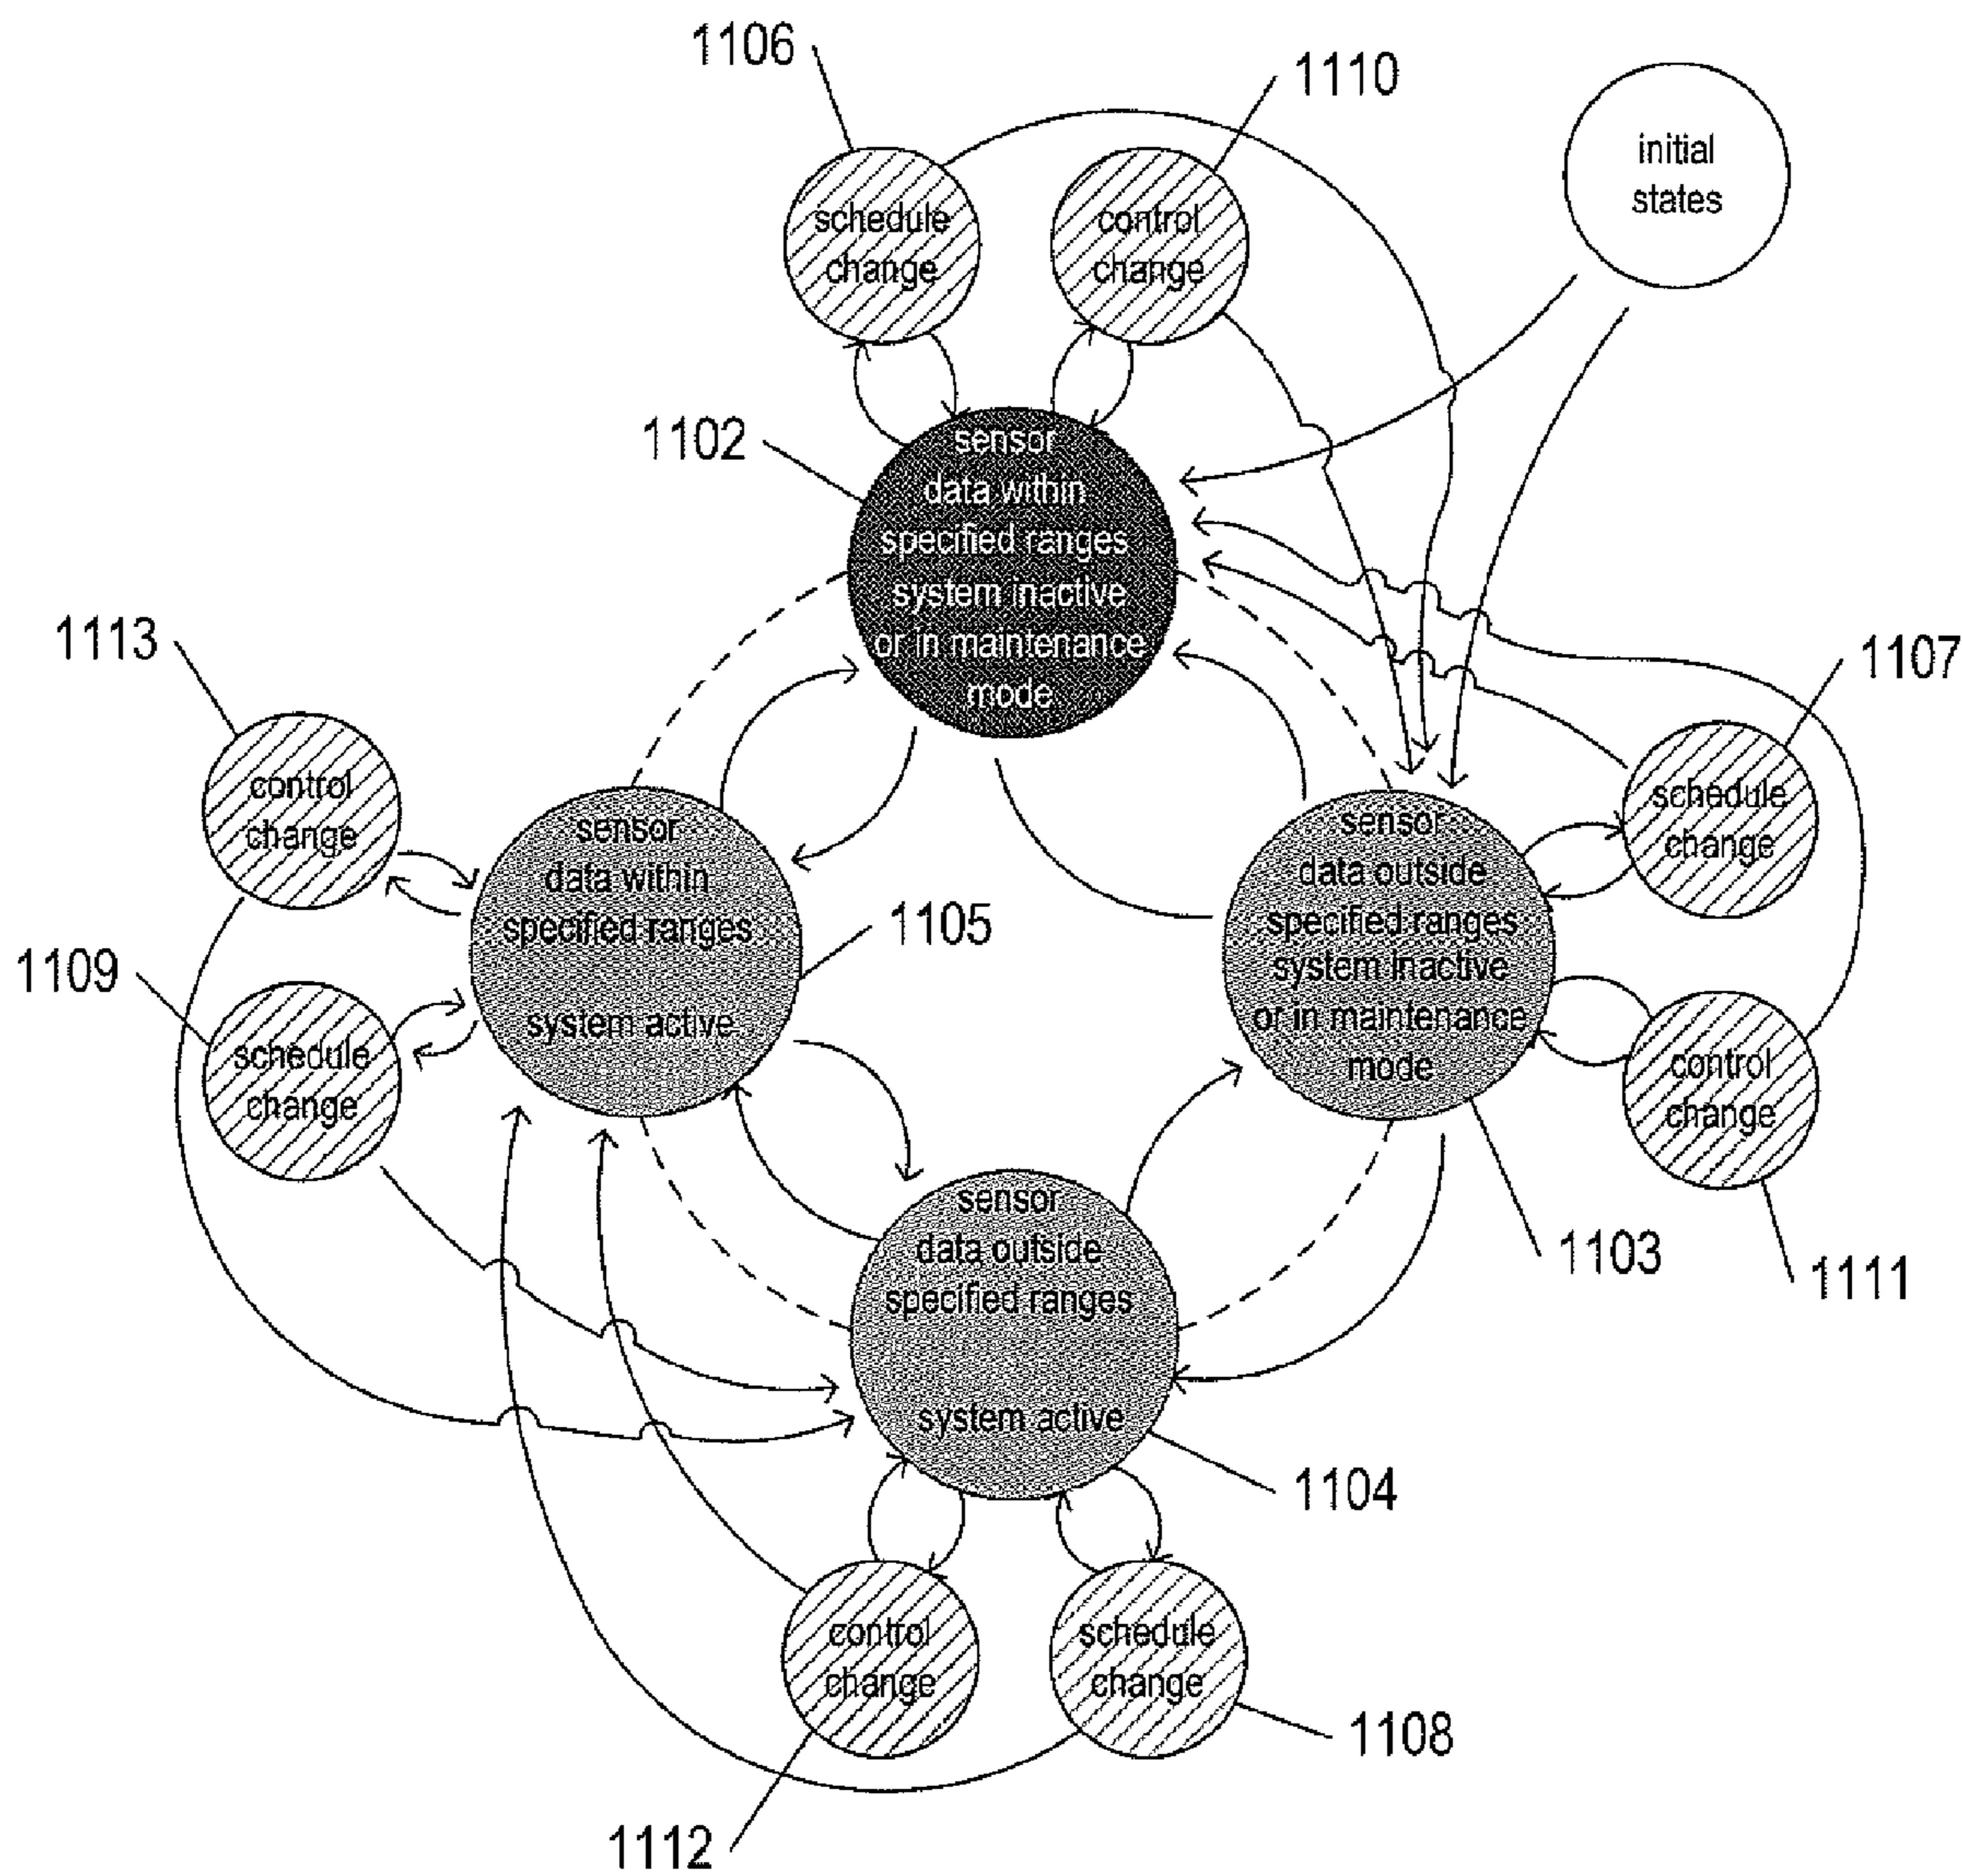 1106
1110
initial
states
schedule
change
control
change
1102
sensor
data within
specified ranges
system inactive
or in maintenance
mode
1113
1107
control
change
schedule
change
sensor
data within
specified ranges
system active
1105
sensor
data outside
specified ranges
system inactive
or in maintenance
mode
1109
schedule
change
control
change
1103
1111
sensor
data outside
specified ranges
system active
1104
control
change
schedule
change
1108
1112